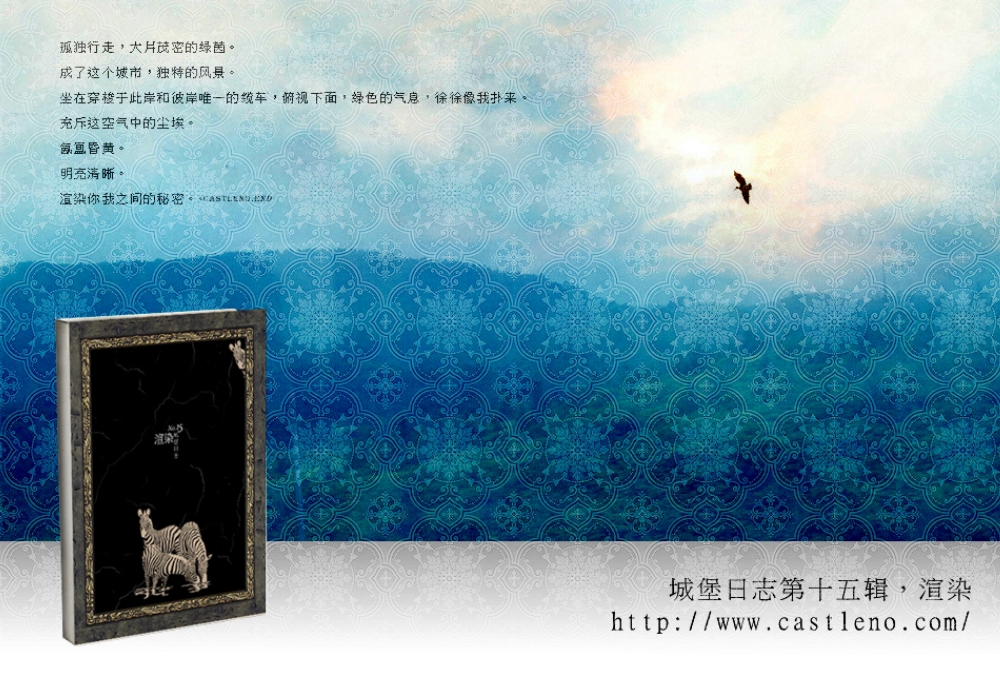 孤独行走，大片茂密的绿茵。
成了这个城市，独特的风景。
坐在穿梭于此岸和彼岸唯一的缆车，俯视下面，绿色的气息，徐徐像我扑来。
充斥这空气中的尘埃。
氤氲昏黄。
明亮清晰。
渲染你我之间的秘密。<CASTLENO.END
渲染
城堡日志第十五辑，渲染
http://www.castleno.com/